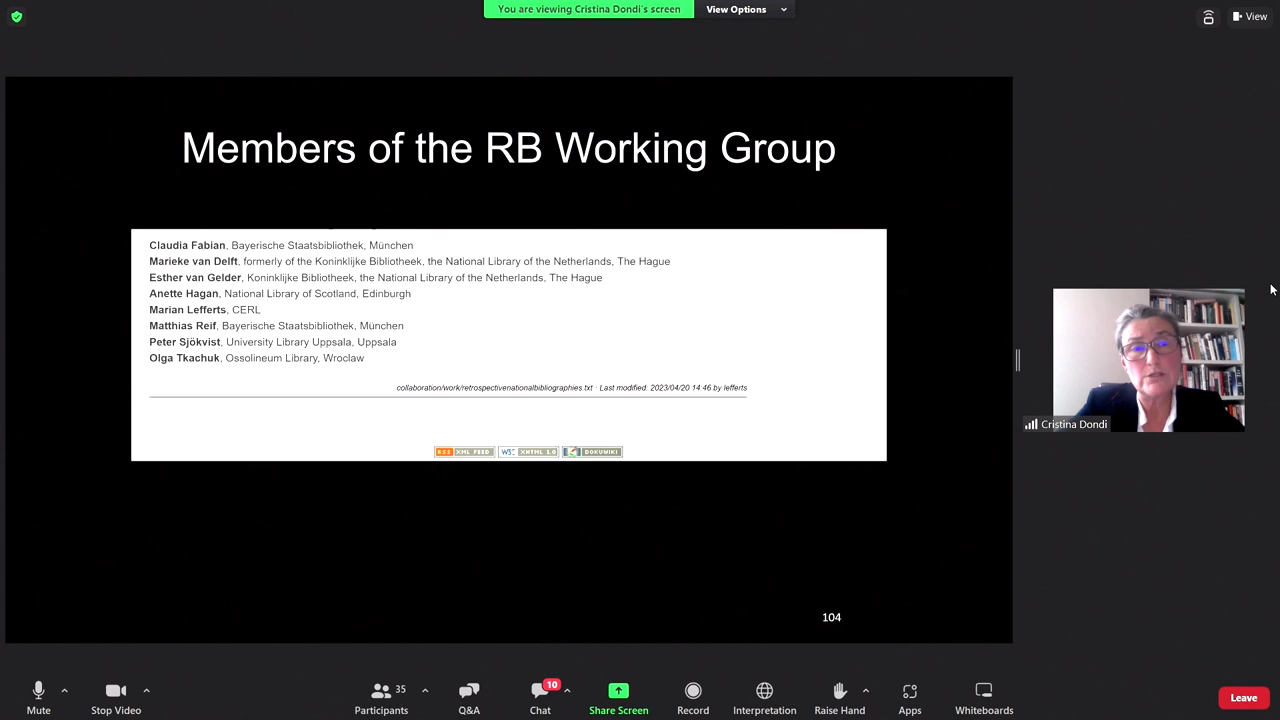 You are viewing Cristina Dondi's screen
View Options
View
Members of the RB Working Group
Claudia Fabian, Bayerische Staatsbibliothek, München
Marieke van Delft, formerly of the Koninklijke Bibliotheek, the National Library of the Netherlands, The Hague
Esther van Gelder, Koninklijke Bibliotheek, the National Library of the Netherlands, The Hague
Anette Hagan, National Library of Scotland, Edinburgh
Marian Lefferts, CERL
Matthias Reif, Bayerische Staatsbibliothek, München
Peter Sjökvist, University Library Uppsala, Uppsala
Olga Tkachuk, Ossolineum Library, Wroclaw
collaboration/work/retrospectivenationalbibliographies.txt · Last modified: 2023/04/20 14:46 by lefferts
RSS XML FEED W3C XHTML 1.0 DOKUWIKI
104
Cristina Dondi
Mute
Stop Video
35
Participants
Q&A
10
Chat
Share Screen
Record
Interpretation
Raise Hand
Apps
Whiteboards
Leave